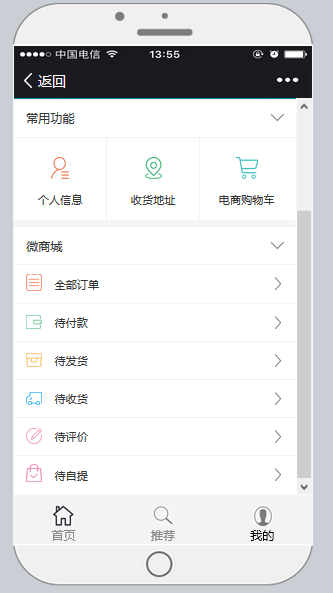 中国电信 13:55
返回
常用功能
个人信息 收货地址 电商购物车
微商城
全部订单
待付款
待发货
待收货
待评价
待自提
首页 推荐 我的